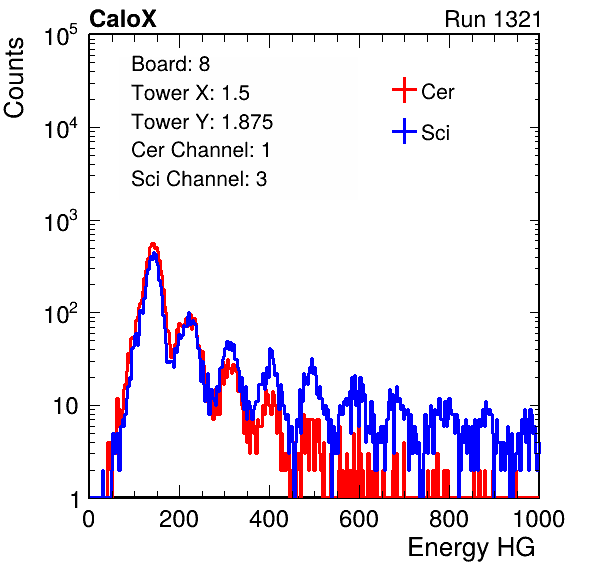 CaloX Run 1321
Counts
Board: 8
Tower X: 1.5
Tower Y: 1.875
Cer Channel: 1
Sci Channel: 3
Cer
Sci
10^5
10^4
10^3
10^2
10
1
0 200 400 600 800 1000
Energy HG